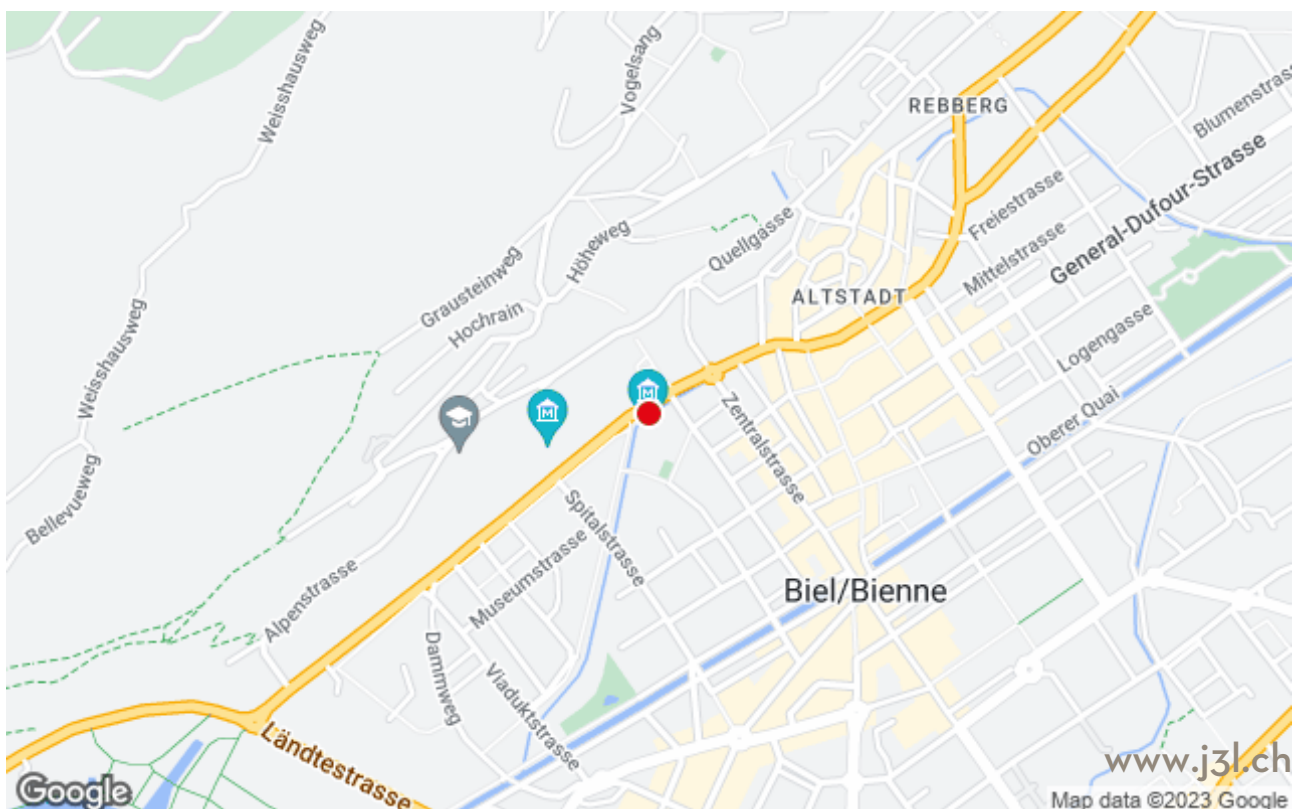 Weisshausweg
Vogelsang
REBBERG
Blumenstrass
Freiestrasse
General-Dufour-Strasse
Mittelstrasse
Quellgasse
Höheweg
Grausteinweg
Hochrain
ALTSTADT
Logengasse
Weisshausweg
Zentralstrasse
Oberer Quai
Bellevueweg
Spitalstrasse
Museumstrasse
Biel/Bienne
Alpenstrasse
Dammweg
Viaduktstrasse
Ländtestrasse
www.j3l.ch
Google
Map data ©2023 Google